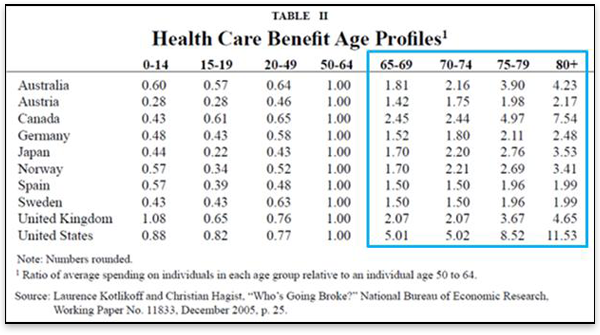 TABLE II
Health Care Benefit Age Profiles¹
0-14 15-19 20-49 50-64 65-69 70-74 75-79 80+
Australia 0.60 0.57 0.64 1.00 1.81 2.16 3.90 4.23
Austria 0.28 0.28 0.46 1.00 1.42 1.75 1.98 2.17
Canada 0.43 0.61 0.65 1.00 2.45 2.44 4.97 7.54
Germany 0.48 0.43 0.58 1.00 1.52 1.80 2.11 2.48
Japan 0.44 0.22 0.43 1.00 1.70 2.20 2.76 3.53
Norway 0.57 0.34 0.52 1.00 1.70 2.21 2.69 3.41
Spain 0.57 0.39 0.48 1.00 1.50 1.50 1.96 1.99
Sweden 0.43 0.43 0.63 1.00 1.50 1.50 1.96 1.99
United Kingdom 1.08 0.65 0.76 1.00 2.07 2.07 3.67 4.65
United States 0.88 0.82 0.77 1.00 5.01 5.02 8.52 11.53
Note: Numbers rounded.
¹ Ratio of average spending on individuals in each age group relative to an individual age 50 to 64.
Source: Laurence Kotlikoff and Christian Hagist, “Who’s Going Broke?” National Bureau of Economic Research,
Working Paper No. 11833, December 2005, p. 25.